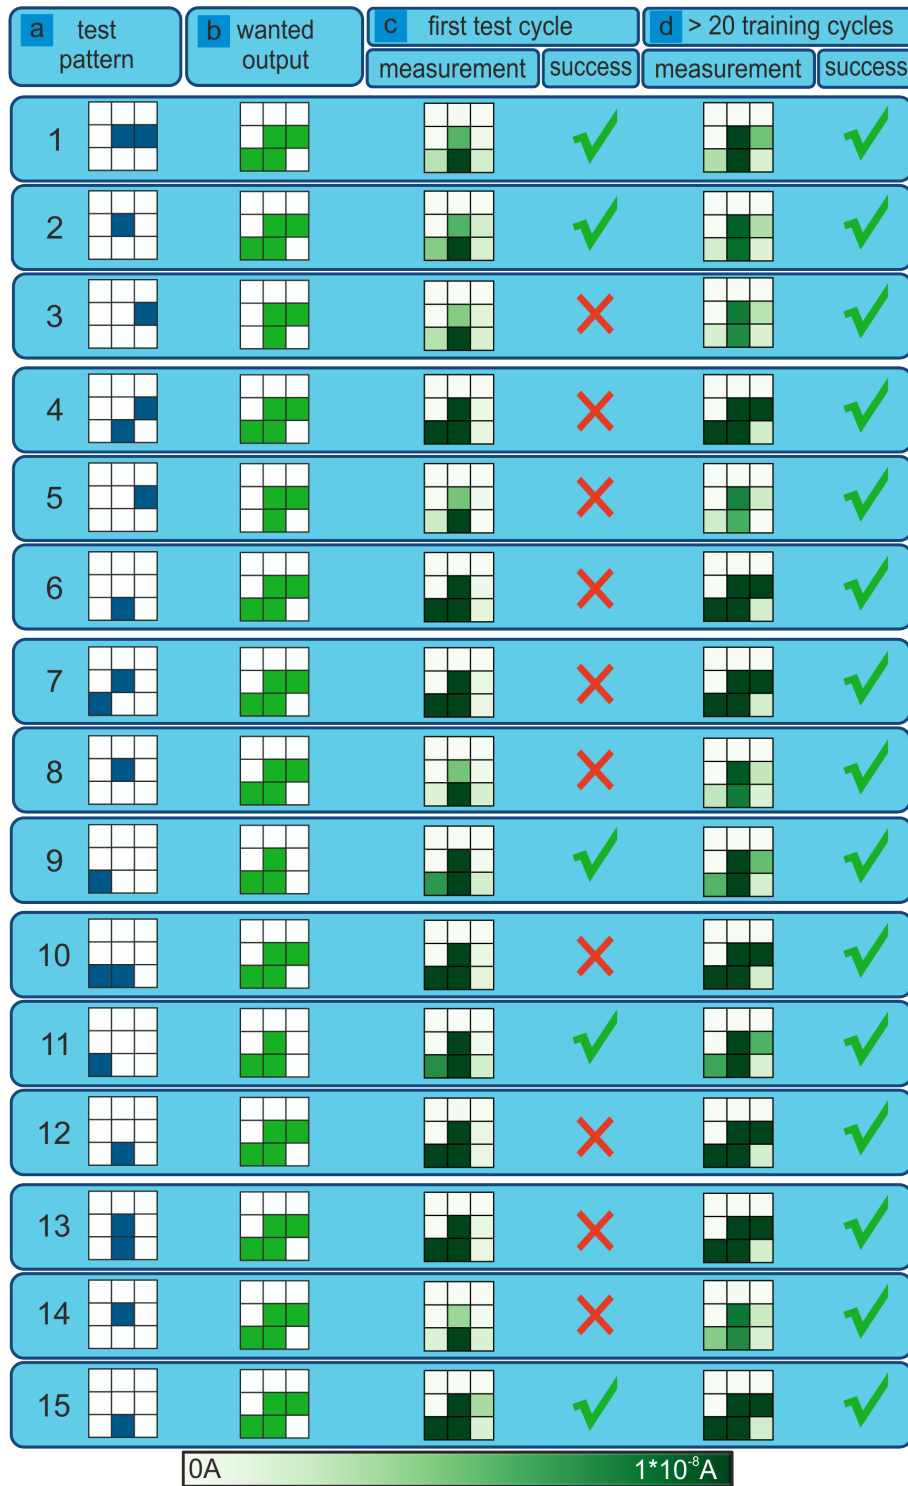 a test pattern
b wanted output
c first test cycle
d > 20 training cycles
measurement success measurement success
1
2
3
4
5
6
7
8
9
10
11
12
13
14
15
0A 1*10⁻⁸A